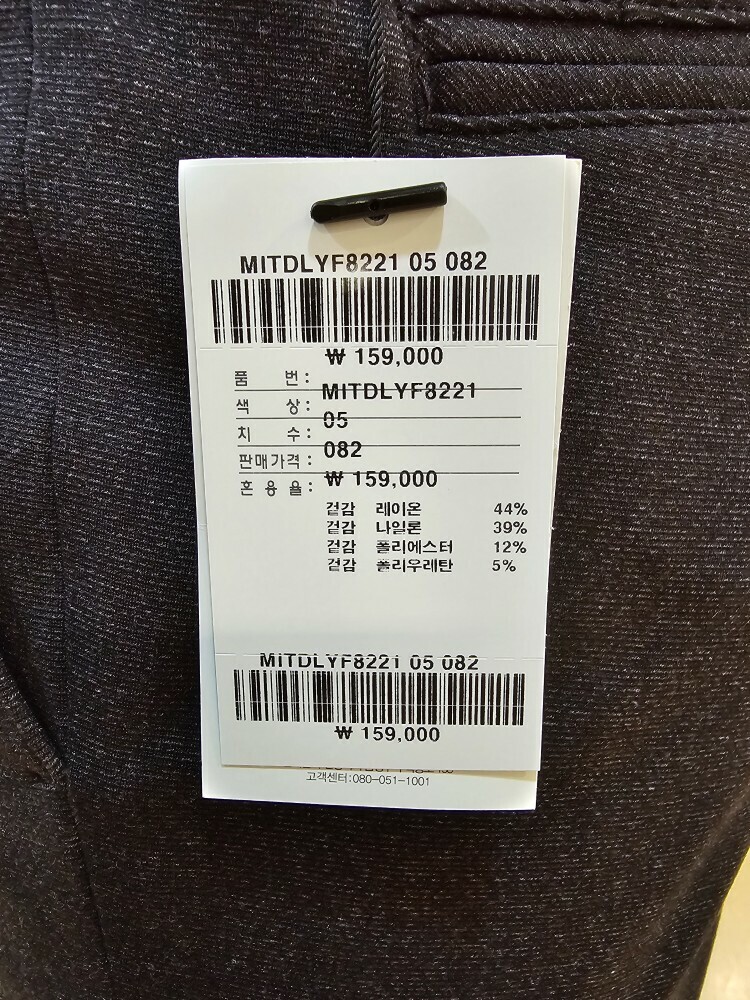 MITDLYF8221 05 082
₩ 159,000
품 번 : MITDLYF8221
색 상 : 05
치 수 : 082
판매가격 : ₩ 159,000
혼 용 율 :
겉감 레이온 44%
겉감 나일론 39%
겉감 폴리에스터 12%
겉감 폴리우레탄 5%
MITDLYF8221 05 082
₩ 159,000
고객센터:080-051-1001